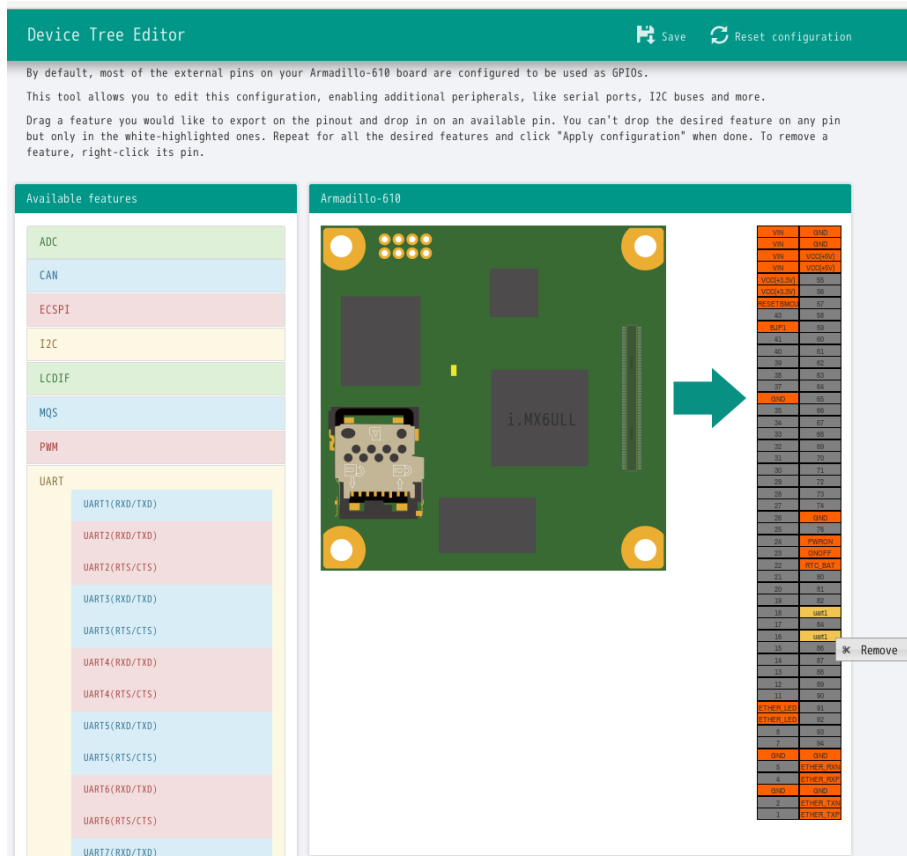 Device Tree Editor
Save
Reset configuration
By default, most of the external pins on your Armadillo-610 board are configured to be used as GPIOs.
This tool allows you to edit this configuration, enabling additional peripherals, like serial ports, I2C buses and more.
Drag a feature you would like to export on the pinout and drop in on an available pin. You can't drop the desired feature on any pin
but only in the white-highlighted ones. Repeat for all the desired features and click "Apply configuration" when done. To remove a
feature, right-click its pin.
Available features
ADC
CAN
ECSPI
I2C
LCDIF
MQS
PWM
UART
UART1(RXD/TXD)
UART2(RXD/TXD)
UART2(RTS/CTS)
UART3(RXD/TXD)
UART3(RTS/CTS)
UART4(RXD/TXD)
UART4(RTS/CTS)
UART5(RXD/TXD)
UART5(RTS/CTS)
UART6(RXD/TXD)
UART6(RTS/CTS)
UART7(RXD/TXD)
Armadillo-610
i.MX6ULL
VIN GND
VIN GND
VIN VCC(+5V)
VIN VCC(+5V)
VCC(+3.3V) 55
VCC(+3.3V) 56
RESETBMCU 57
43 58
BJP1 59
41 60
40 61
39 62
38 63
37 64
GND 65
35 66
34 67
33 68
32 69
31 70
30 71
29 72
28 73
27 74
26 GND
25 76
24 PWRON
23 ONOFF
22 RTC_BAT
21 80
20 81
19 82
18 uart1
17 84
16 uart1
15 86
14 87
13 88
12 89
11 90
ETHER_LED 91
ETHER_LED 92
8 93
7 94
GND GND
5 ETHER_RXN
4 ETHER_RXP
GND GND
2 ETHER_TXN
1 ETHER_TXP
Remove